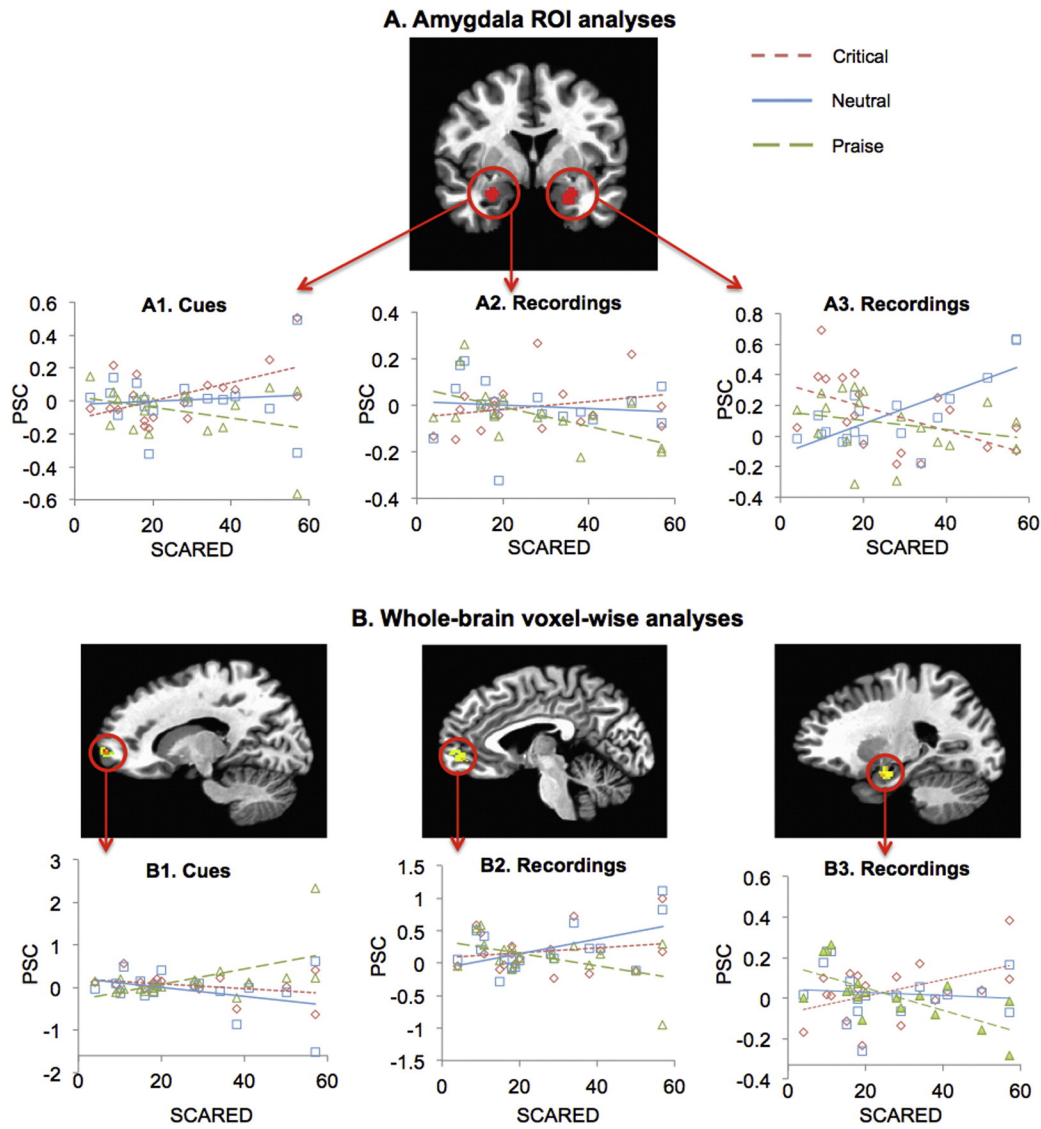 A. Amygdala ROI analyses
Critical
Neutral
Praise
A1. Cues
0.6
0.4
0.2
0
-0.2
-0.4
-0.6
PSC
0 20 40 60
SCARED
A2. Recordings
0.4
0.2
0
-0.2
-0.4
PSC
0 20 40 60
SCARED
A3. Recordings
0.8
0.6
0.4
0.2
0
-0.2
-0.4
PSC
0 20 40 60
SCARED
B. Whole-brain voxel-wise analyses
B1. Cues
3
2
1
0
-1
-2
PSC
0 20 40 60
SCARED
B2. Recordings
1.5
1
0.5
0
-0.5
-1
-1.5
PSC
0 20 40 60
SCARED
B3. Recordings
0.6
0.4
0.2
0
-0.2
-0.4
PSC
0 20 40 60
SCARED